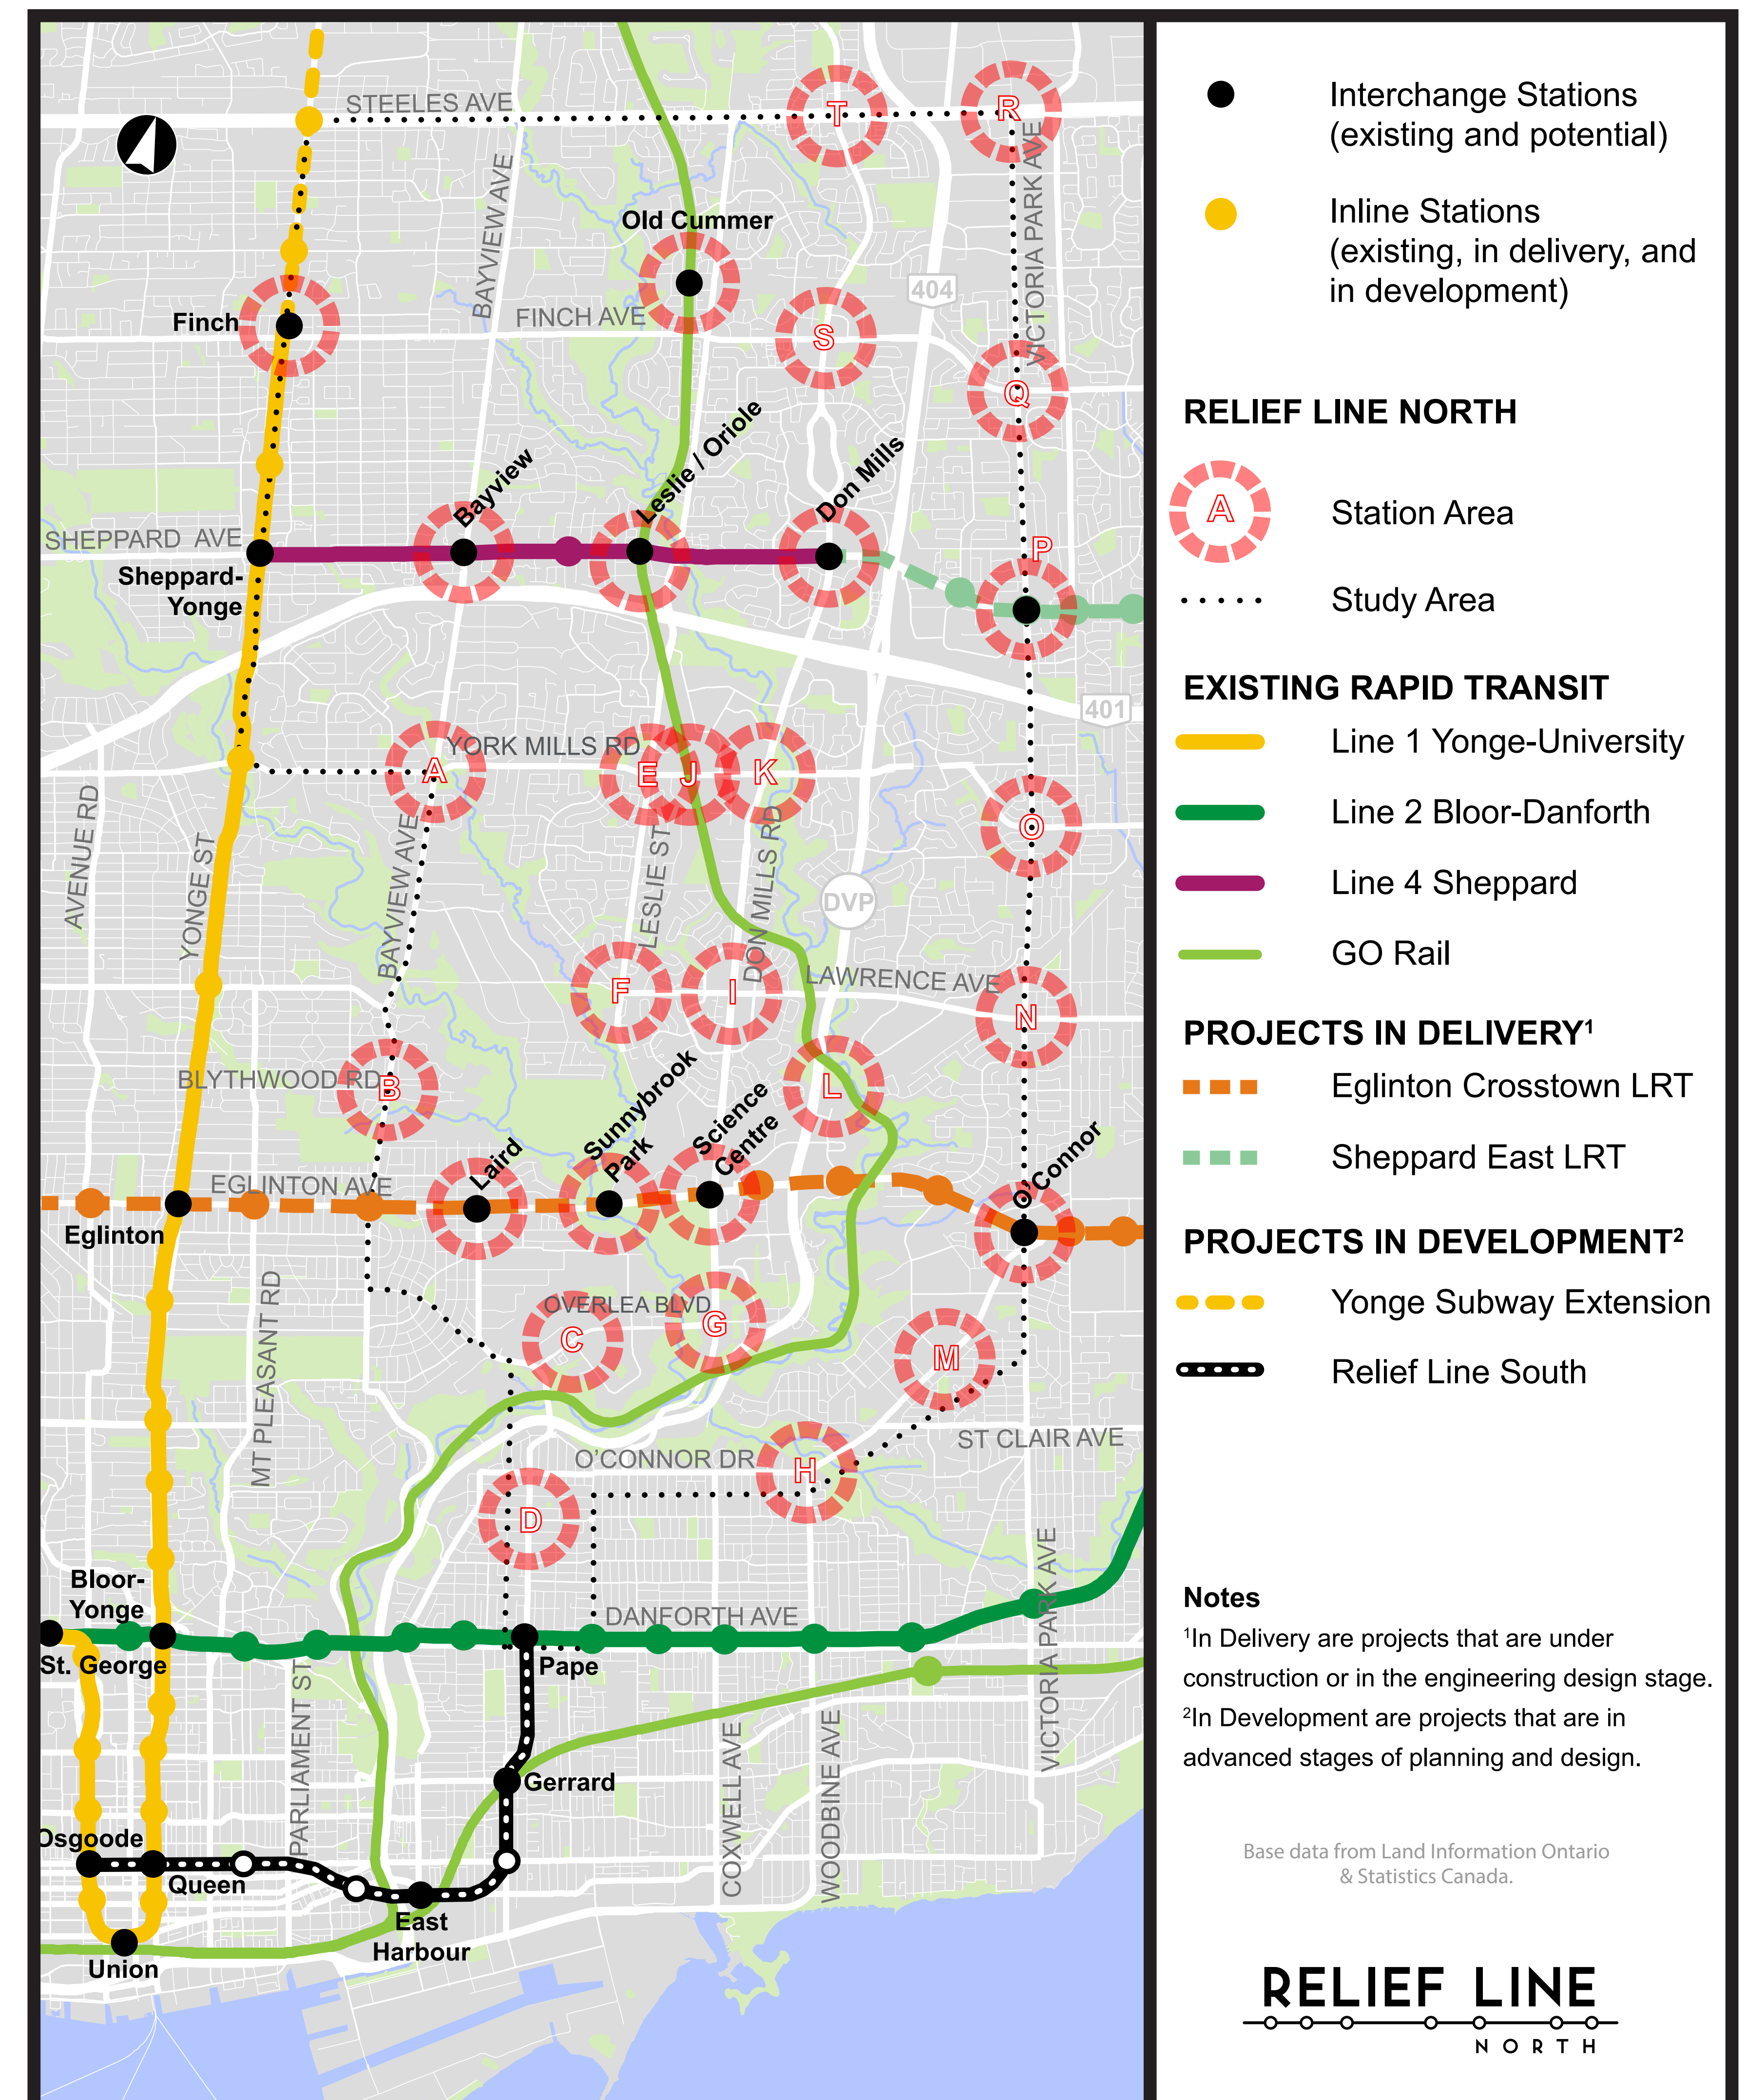 STEELES AVE
T
R
BAYVIEW AVE
VICTORIA PARK AVE
Old Cummer
404
Finch
FINCH AVE
S
Q
Leslie / Oriole
Bayview
Don Mills
SHEPPARD AVE
P
Sheppard-
Yonge
401
YORK MILLS RD
A
E
J
K
O
AVENUE RD
YONGE ST
BAYVIEW AVE
LESLIE ST
DON MILLS RD
DVP
F
I
LAWRENCE AVE
N
BLYTHWOOD RD
B
L
Sunnybrook
Park
Science
Centre
Laird
O'Connor
EGLINTON AVE
Eglinton
MT PLEASANT RD
OVERLEA BLVD
C
G
M
ST CLAIR AVE
O'CONNOR DR
H
D
Bloor-
Yonge
DANFORTH AVE
VICTORIA PARK AVE
St. George
Pape
PARLIAMENT ST
Gerrard
COXWELL AVE
WOODBINE AVE
Osgoode
Queen
East
Harbour
Union
Interchange Stations
(existing and potential)
Inline Stations
(existing, in delivery, and
in development)
RELIEF LINE NORTH
A
Station Area
Study Area
EXISTING RAPID TRANSIT
Line 1 Yonge-University
Line 2 Bloor-Danforth
Line 4 Sheppard
GO Rail
PROJECTS IN DELIVERY¹
Eglinton Crosstown LRT
Sheppard East LRT
PROJECTS IN DEVELOPMENT²
Yonge Subway Extension
Relief Line South
Notes
¹In Delivery are projects that are under
construction or in the engineering design stage.
²In Development are projects that are in
advanced stages of planning and design.
Base data from Land Information Ontario
& Statistics Canada.
RELIEF LINE
NORTH